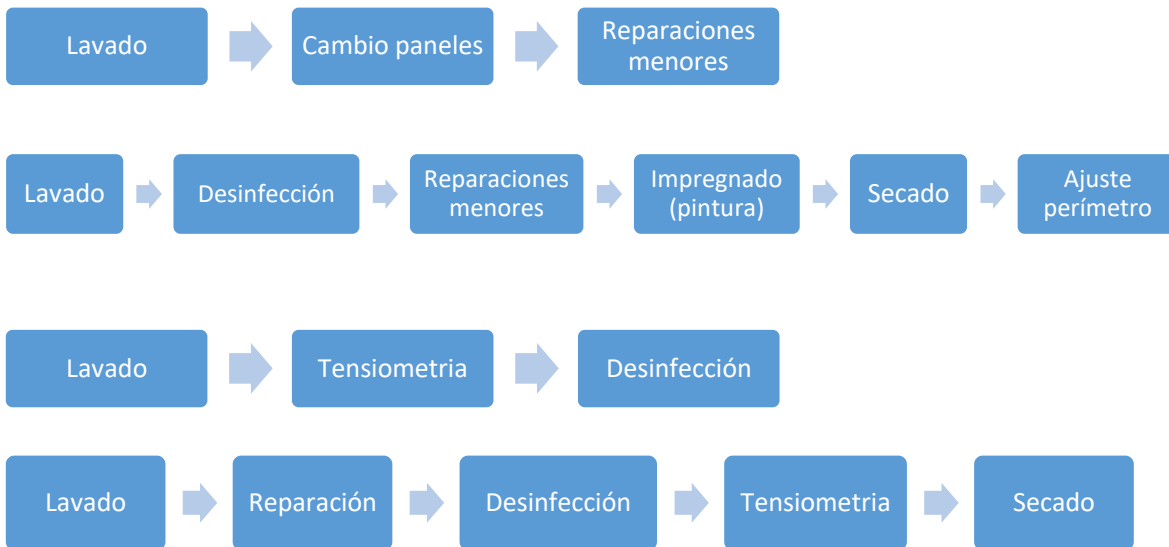 Lavado
Cambio paneles
Reparaciones
menores
Lavado
Desinfección
Reparaciones
menores
Impregnado
(pintura)
Secado
Ajuste
perímetro
Lavado
Tensiometria
Desinfección
Lavado
Reparación
Desinfección
Tensiometria
Secado